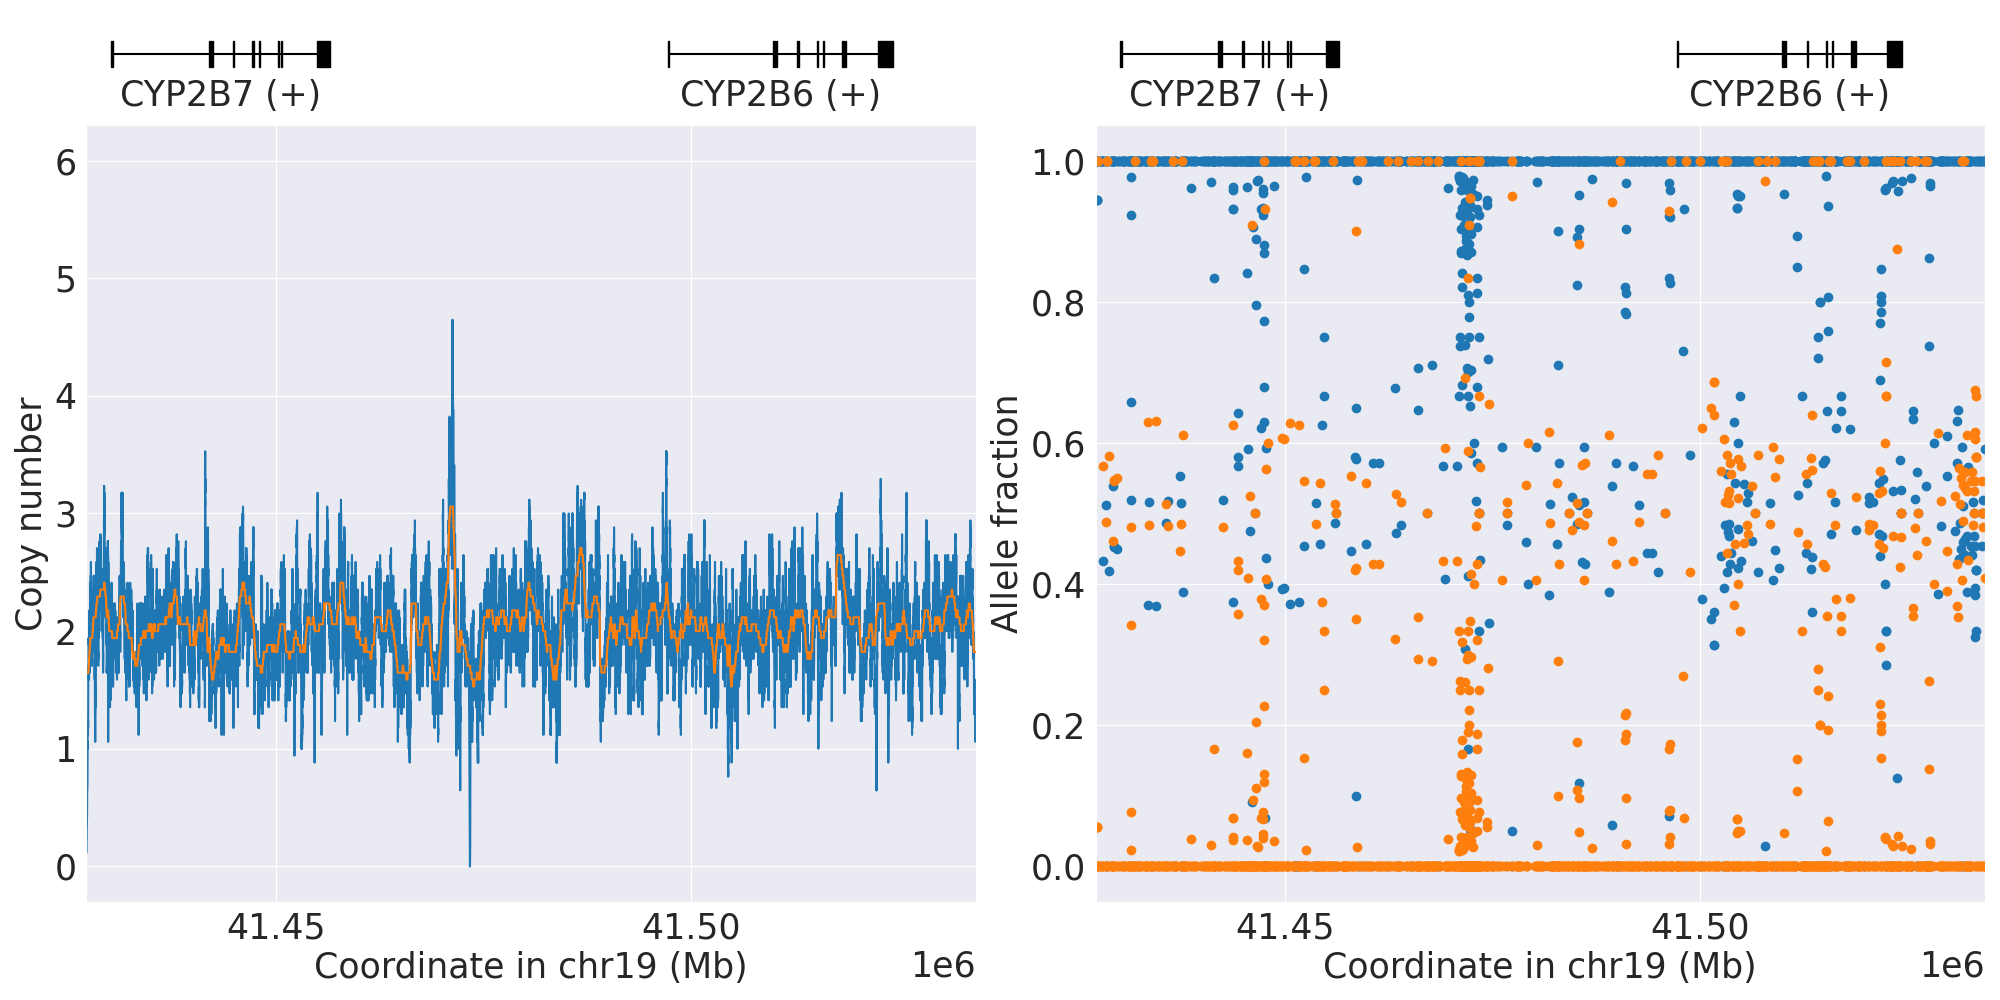 CYP2B7 (+)
CYP2B6 (+)
CYP2B7 (+)
CYP2B6 (+)
6
5
4
3
2
1
0
Copy number
41.45
41.50
Coordinate in chr19 (Mb)
1e6
1.0
0.8
0.6
0.4
0.2
0.0
Allele fraction
41.45
41.50
Coordinate in chr19 (Mb)
1e6